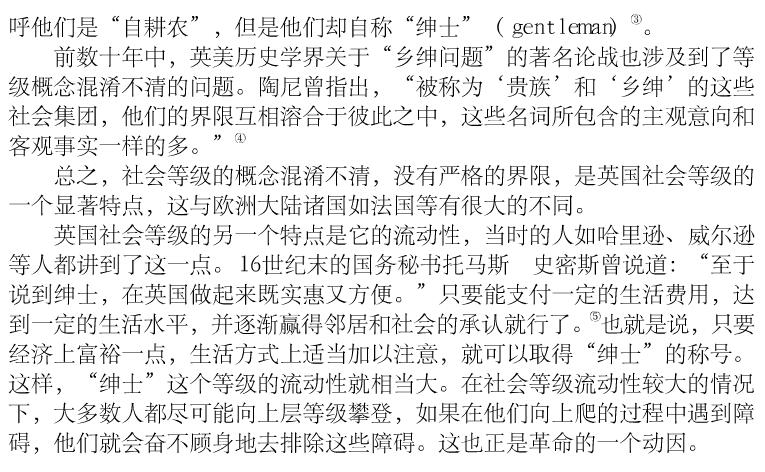 呼他们是“自耕农”，但是他们却自称“绅士”（gentleman）③。
前数十年中，英美历史学界关于“乡绅问题”的著名论战也涉及到了等
级概念混淆不清的问题。陶尼曾指出，“被称为‘贵族’和‘乡绅’的这些
社会集团，他们的界限互相溶合于彼此之中，这些名词所包含的主观意向和
客观事实一样的多。”④
总之，社会等级的概念混淆不清，没有严格的界限，是英国社会等级的
一个显著特点，这与欧洲大陆诸国如法国等有很大的不同。
英国社会等级的另一个特点是它的流动性，当时的人如哈里逊、威尔逊
等人都讲到了这一点。16世纪末的国务秘书托马斯　史密斯曾说道：“至于
说到绅士，在英国做起来既实惠又方便。”只要能支付一定的生活费用，达
到一定的生活水平，并逐渐赢得邻居和社会的承认就行了。⑤也就是说，只要
经济上富裕一点，生活方式上适当加以注意，就可以取得“绅士”的称号。
这样，“绅士”这个等级的流动性就相当大。在社会等级流动性较大的情况
下，大多数人都尽可能向上层等级攀登，如果在他们向上爬的过程中遇到障
碍，他们就会奋不顾身地去排除这些障碍。这也正是革命的一个动因。